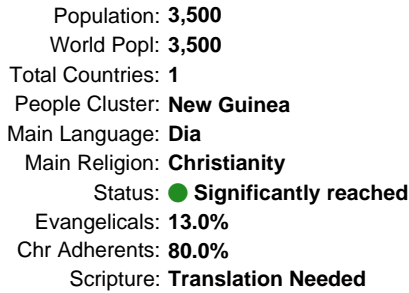 Population: 3,500
World Popl: 3,500
Total Countries: 1
People Cluster: New Guinea
Main Language: Dia
Main Religion: Christianity
Status: Significantly reached
Evangelicals: 13.0%
Chr Adherents: 80.0%
Scripture: Translation Needed